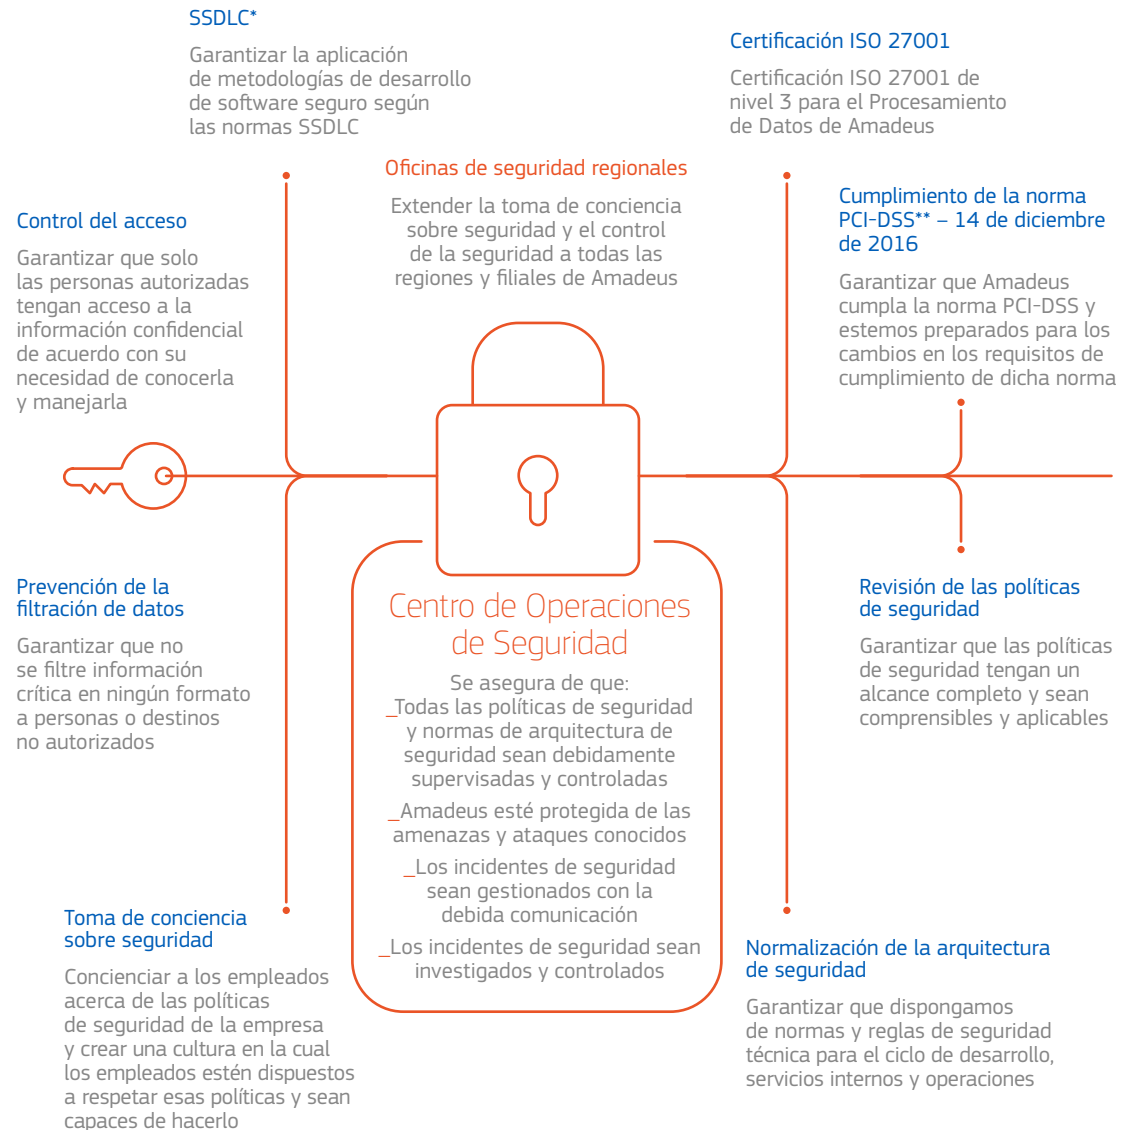 SSDLC*
Garantizar la aplicación
de metodologías de desarrollo
de software seguro según
las normas SSDLC
Certificación ISO 27001
Certificación ISO 27001 de
nivel 3 para el Procesamiento
de Datos de Amadeus
Oficinas de seguridad regionales
Extender la toma de conciencia
sobre seguridad y el control
de la seguridad a todas las
regiones y filiales de Amadeus
Control del acceso
Garantizar que solo
las personas autorizadas
tengan acceso a la
información confidencial
de acuerdo con su
necesidad de conocerla
y manejarla
Cumplimiento de la norma
PCI-DSS** – 14 de diciembre
de 2016
Garantizar que Amadeus
cumpla la norma PCI-DSS y
estemos preparados para los
cambios en los requisitos de
cumplimiento de dicha norma
Prevención de la
filtración de datos
Garantizar que no
se filtre información
crítica en ningún formato
a personas o destinos
no autorizados
Centro de Operaciones
de Seguridad
Se asegura de que:
_Todas las políticas de seguridad
y normas de arquitectura de
seguridad sean debidamente
supervisadas y controladas
_Amadeus esté protegida de las
amenazas y ataques conocidos
_Los incidentes de seguridad
sean gestionados con la
debida comunicación
_Los incidentes de seguridad sean
investigados y controlados
Revisión de las políticas
de seguridad
Garantizar que las políticas
de seguridad tengan un
alcance completo y sean
comprensibles y aplicables
Toma de conciencia
sobre seguridad
Concienciar a los empleados
acerca de las políticas
de seguridad de la empresa
y crear una cultura en la cual
los empleados estén dispuestos
a respetar esas políticas y sean
capaces de hacerlo
Normalización de la arquitectura
de seguridad
Garantizar que dispongamos
de normas y reglas de seguridad
técnica para el ciclo de desarrollo,
servicios internos y operaciones